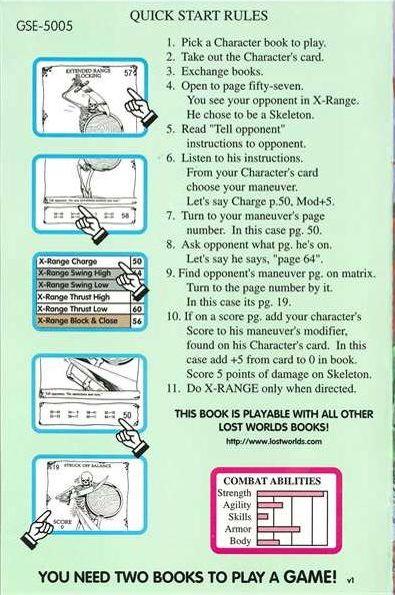 GSE-5005
QUICK START RULES
1. Pick a Character book to play.
2. Take out the Character's card.
3. Exchange books.
4. Open to page fifty-seven.
You see your opponent in X-Range.
He chose to be a Skeleton.
5. Read "Tell opponent"
instructions to opponent.
6. Listen to his instructions.
From your Character's card
choose your maneuver.
Let's say Charge p.50, Mod+5.
7. Turn to your maneuver's page
number. In this case pg. 50.
8. Ask opponent what pg. he's on.
Let's say he says, "page 64".
9. Find opponent's maneuver pg. on matrix.
Turn to the page number by it.
In this case its pg. 19.
10. If on a score pg. add your character's
Score to his maneuver's modifier,
found on his Character's card. In this
case add +5 from card to 0 in book.
Score 5 points of damage on Skeleton.
11. Do X-RANGE only when directed.
EXTENDED RANGE
BLOCKING
57
58
X-Range Charge 50
X-Range Swing High
X-Range Swing Low
X-Range Thrust High
X-Range Thrust Low 60
X-Range Block & Close 56
50
19 STRUCK OFF BALANCE
SCORE
0
THIS BOOK IS PLAYABLE WITH ALL OTHER
LOST WORLDS BOOKS!
http://www.lostworlds.com
COMBAT ABILITIES
Strength
Agility
Skills
Armor
Body
YOU NEED TWO BOOKS TO PLAY A GAME! v1